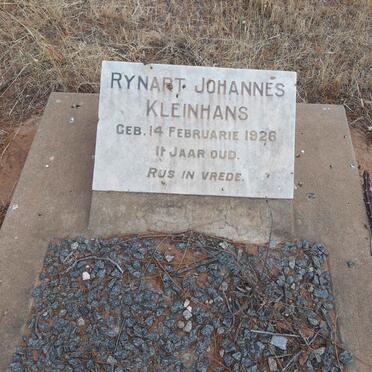 RYNART JOHANNES
KLEINHANS
GEB. 14 FEBRUARIE 1926
11 JAAR OUD.
RUS IN VREDE.